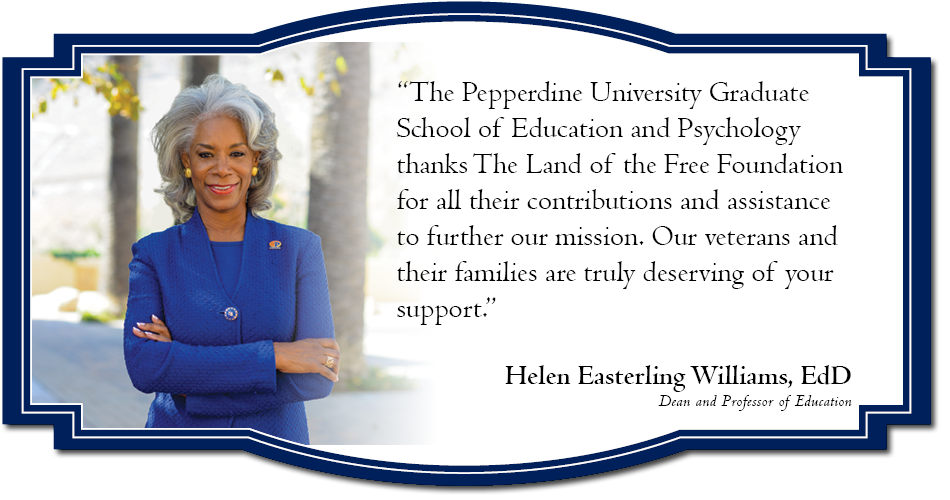 “The Pepperdine University Graduate
School of Education and Psychology
thanks The Land of the Free Foundation
for all their contributions and assistance
to further our mission. Our veterans and
their families are truly deserving of your
support.”
Helen Easterling Williams, EdD
Dean and Professor of Education